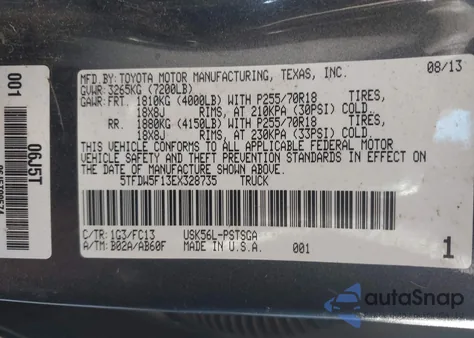 MFD.BY: TOYOTA MOTOR MANUFACTURING, TEXAS, INC. 08/13
GVWR: 3265KG (7200LB)
GAWR: FRT. 1810KG (4000LB) WITH P255/70R18 TIRES,
18X8J RIMS, AT 210KPA (30PSI) COLD.
RR. 1880KG (4150LB) WITH P255/70R18 TIRES,
18X8J RIMS, AT 230KPA (33PSI) COLD.
THIS VEHICLE CONFORMS TO ALL APPLICABLE FEDERAL MOTOR
VEHICLE SAFETY AND THEFT PREVENTION STANDARDS IN EFFECT ON
THE DATE OF MANUFACTURE SHOWN ABOVE.
5TFDW5F13EX328735 TRUCK
C/TR: 1G3/FC13 USK56L-PSTSGA
A/TM: B02A/AB60F MADE IN U.S.A. 001 1
001
06J5T
autoSnap